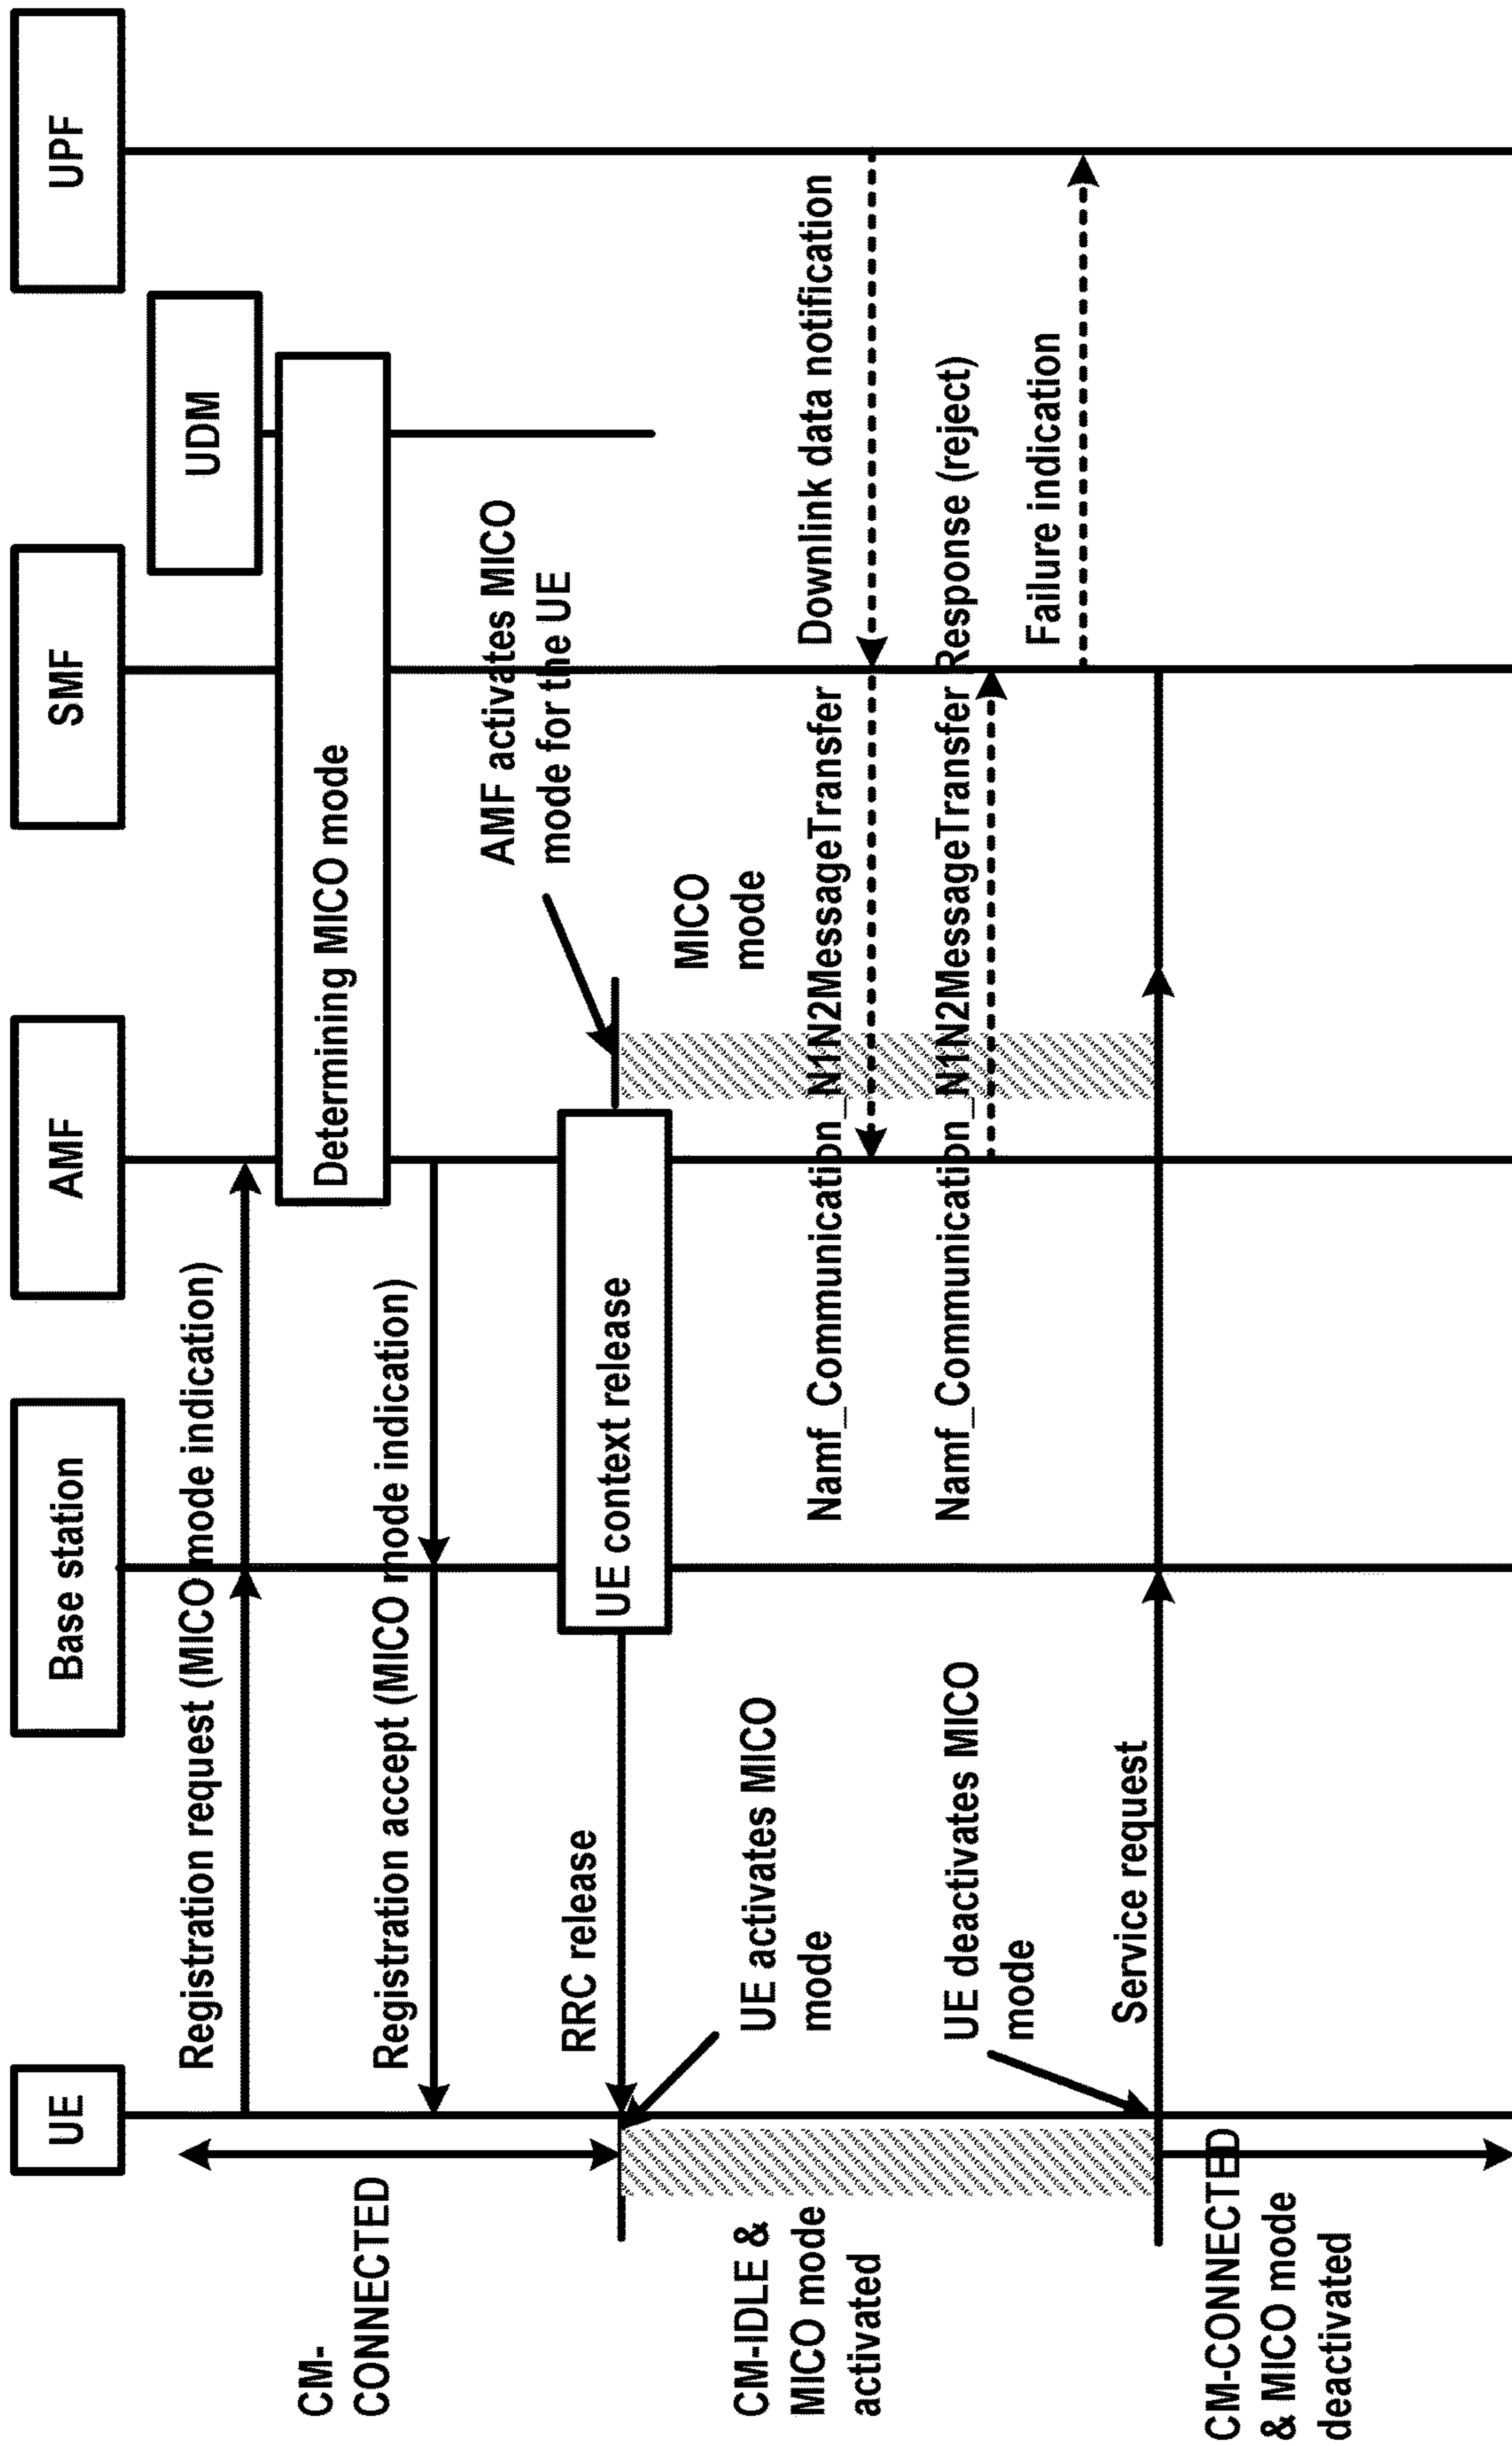 UE
Base station
AMF
SMF
UDM
UPF
Registration request (MICO mode indication)
Determining MICO mode
CM-
CONNECTED
Registration accept (MICO mode indication)
AMF activates MICO
mode for the UE
RRC release
UE context release
MICO
mode
CM-IDLE &
MICO mode
activated
UE activates MICO
mode
Downlink data notification
Namf_Communication_N1N2MessageTransfer
Namf_Communication_N1N2MessageTransfer Response (reject)
UE deactivates MICO
mode
Failure indication
Service request
CM-CONNECTED
& MICO mode
deactivated